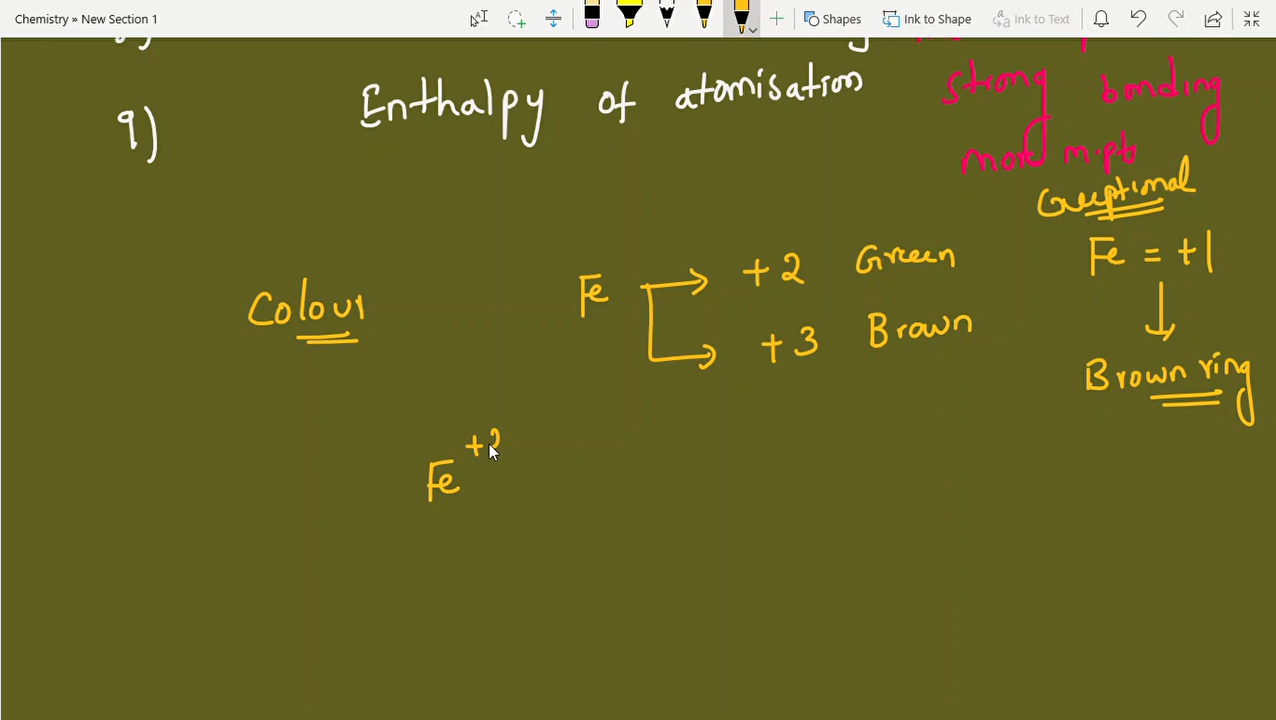 Chemistry » New Section 1
Shapes
Ink to Shape
Ink to Text
strong bonding
9) Enthalpy of atomisation
more m.pt
Exceptional
Colour
Fe → +2 Green
→ +3 Brown
Fe = +1
↓
Brown ring
Fe +2